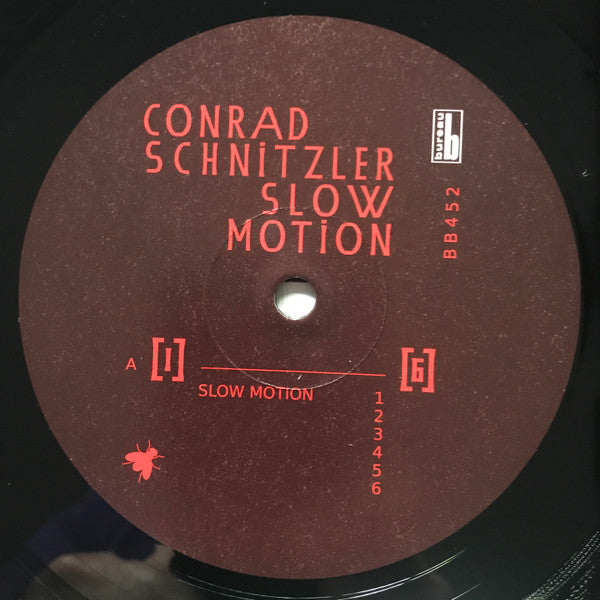 CONRAD
SCHNiTZLER
SLOW
MOTiON
bureau b
BB452
A [1] [6]
SLOW MOTION 1
2
3
4
5
6